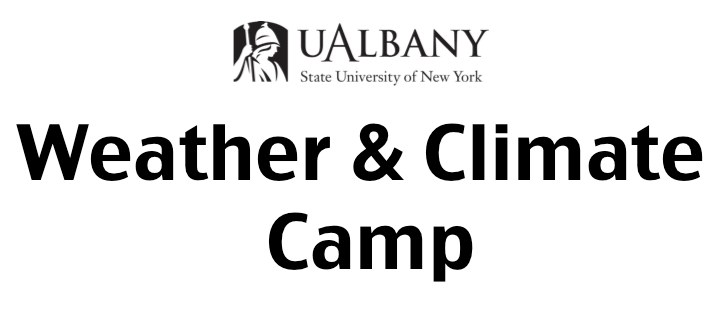 UALBANY
State University of New York
Weather & Climate
Camp